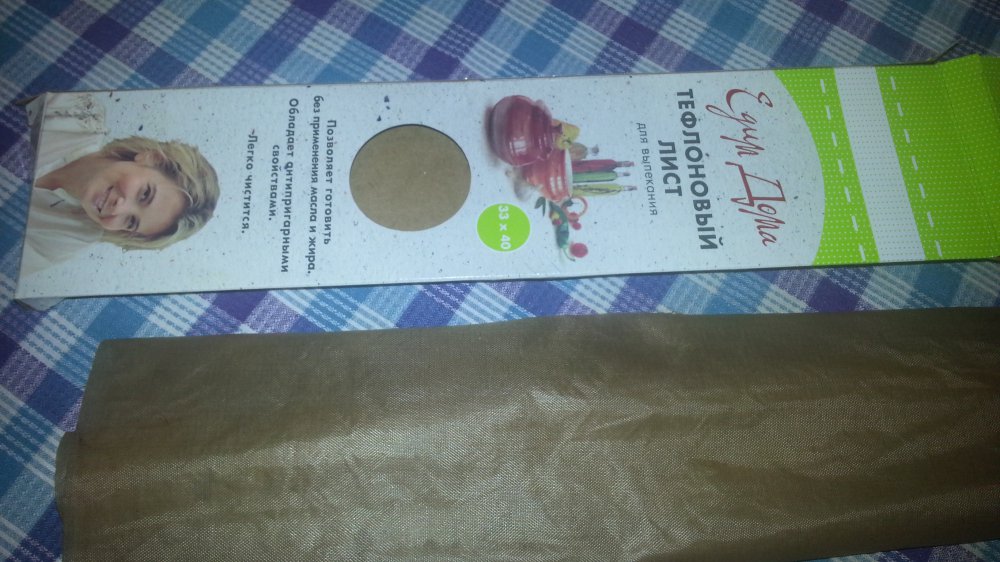 Едим Дома
ТЕФЛОНОВЫЙ
ЛИСТ
для выпекания
33 x 40
Позволяет готовить
без применения масла и жира.
Обладает антипригарными
свойствами.
~Легко чистится.